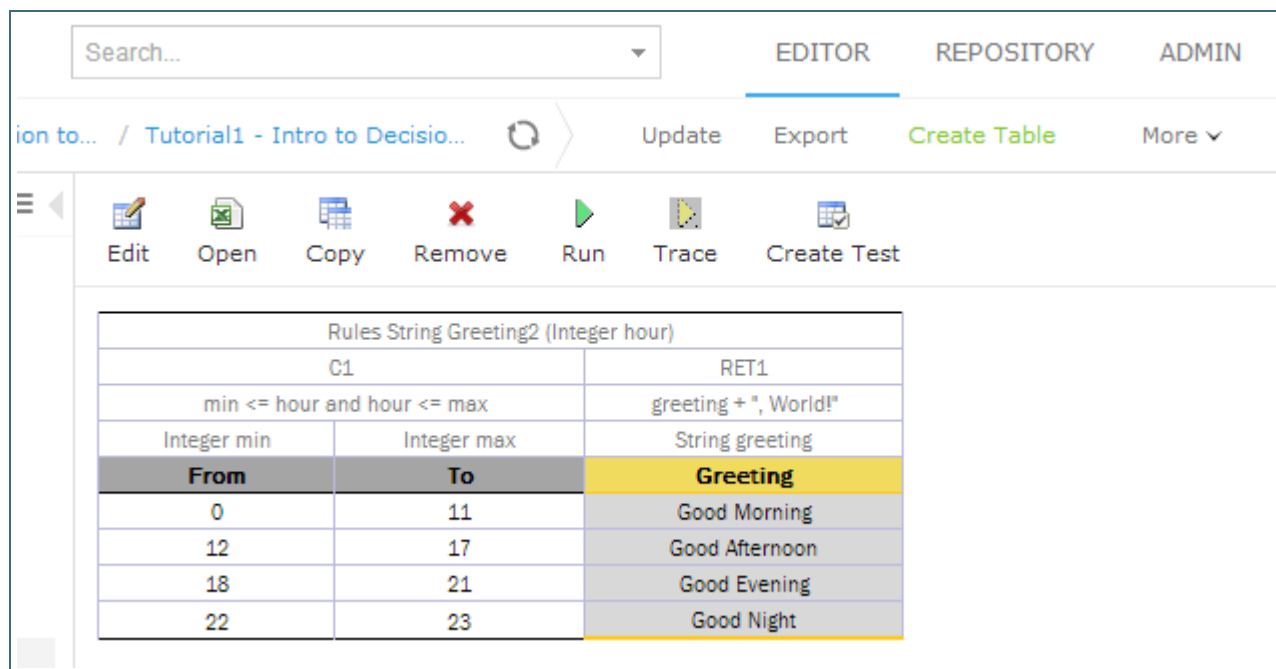 Search...
EDITOR REPOSITORY ADMIN
ion to... / Tutorial1 - Intro to Decisio... Update Export Create Table More
Edit Open Copy Remove Run Trace Create Test
Rules String Greeting2 (Integer hour)
C1 RET1
min <= hour and hour <= max greeting + ", World!"
Integer min Integer max String greeting
From To Greeting
0 11 Good Morning
12 17 Good Afternoon
18 21 Good Evening
22 23 Good Night